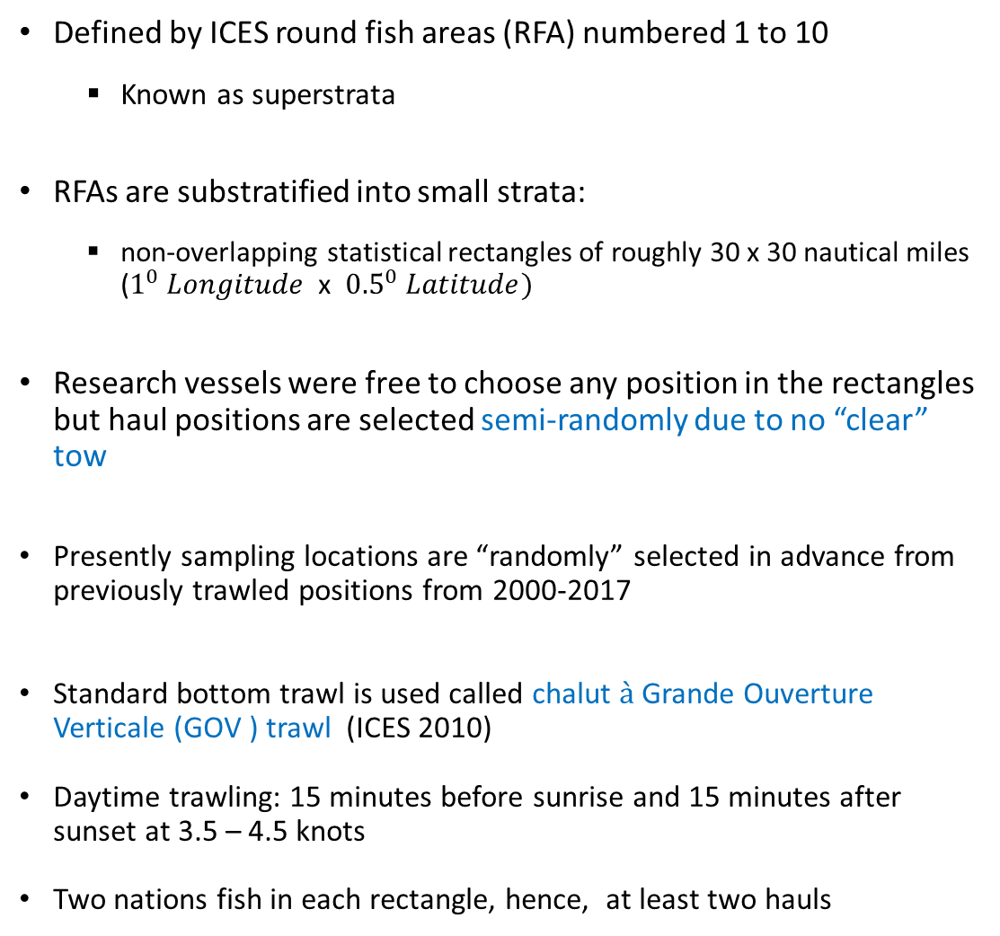 • Defined by ICES round fish areas (RFA) numbered 1 to 10
▪ Known as superstrata
• RFAs are substratified into small strata:
▪ non-overlapping statistical rectangles of roughly 30 x 30 nautical miles
(1⁰ Longitude x 0.5⁰ Latitude)
• Research vessels were free to choose any position in the rectangles
but haul positions are selected semi-randomly due to no “clear”
tow
• Presently sampling locations are “randomly” selected in advance from
previously trawled positions from 2000-2017
• Standard bottom trawl is used called chalut à Grande Ouverture
Verticale (GOV ) trawl (ICES 2010)
• Daytime trawling: 15 minutes before sunrise and 15 minutes after
sunset at 3.5 – 4.5 knots
• Two nations fish in each rectangle, hence, at least two hauls